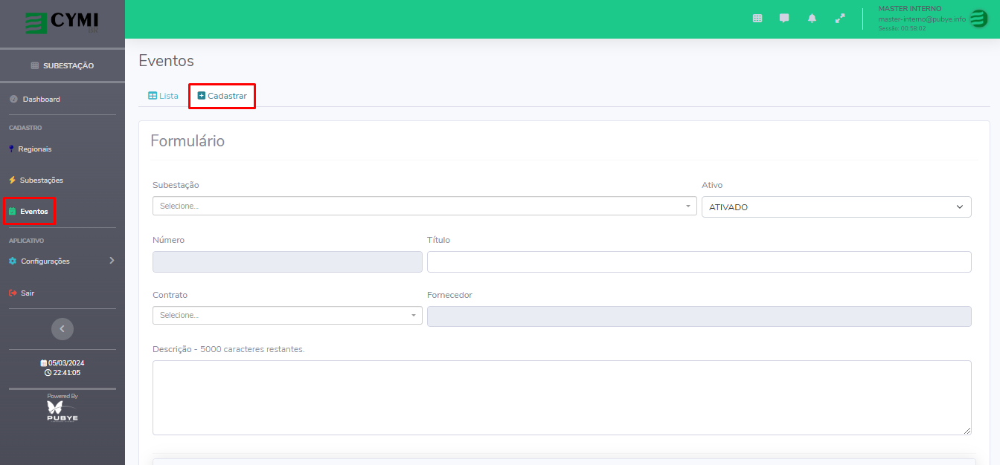 CYMI
MASTER INTERNO
master-interno@pubye.info
Sessão: 00:58:02
SUBESTAÇÃO
Dashboard
CADASTRO
Regionais
Subestações
Eventos
APLICATIVO
Configurações
Sair
05/03/2024
22:41:05
Powered By
PUBYE
Eventos
Lista
Cadastrar
Formulário
Subestação
Ativo
Selecione...
ATIVADO
Número
Título
Contrato
Fornecedor
Selecione...
Descrição - 5000 caracteres restantes.